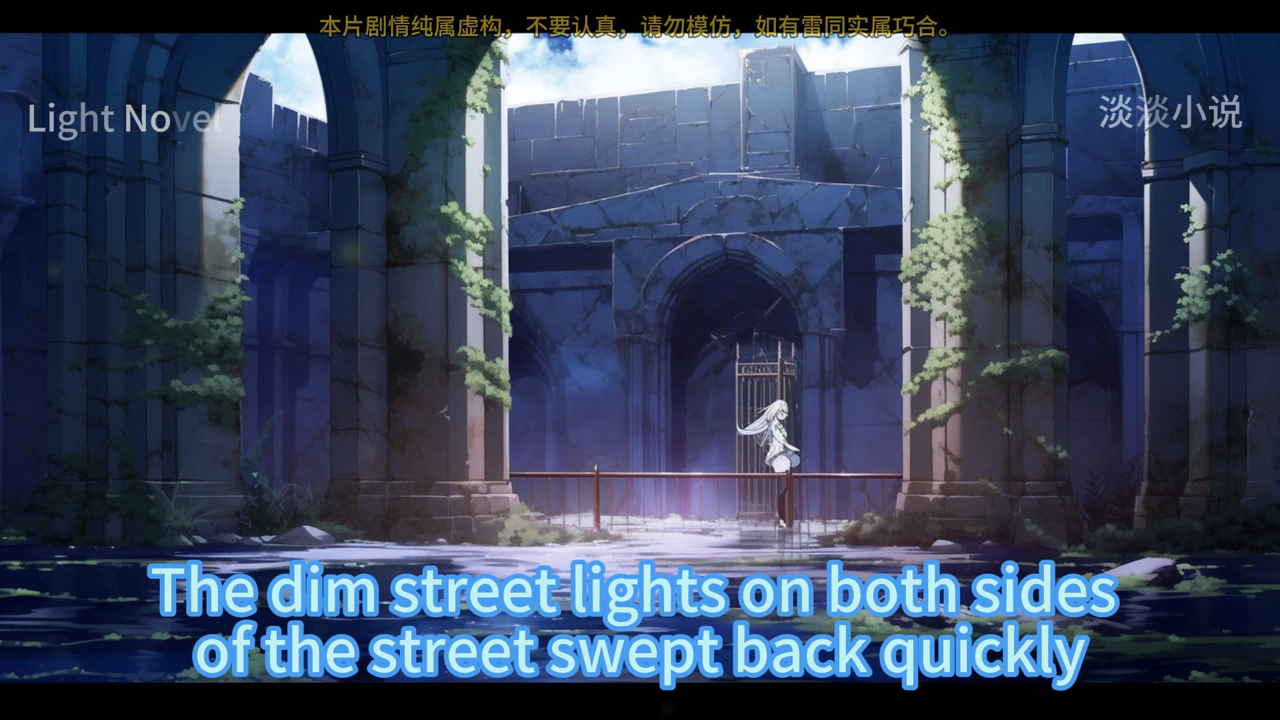 本片剧情纯属虚构，不要认真，请勿模仿，如有雷同实属巧合。
Light Novel
淡淡小说
The dim street lights on both sides
of the street swept back quickly